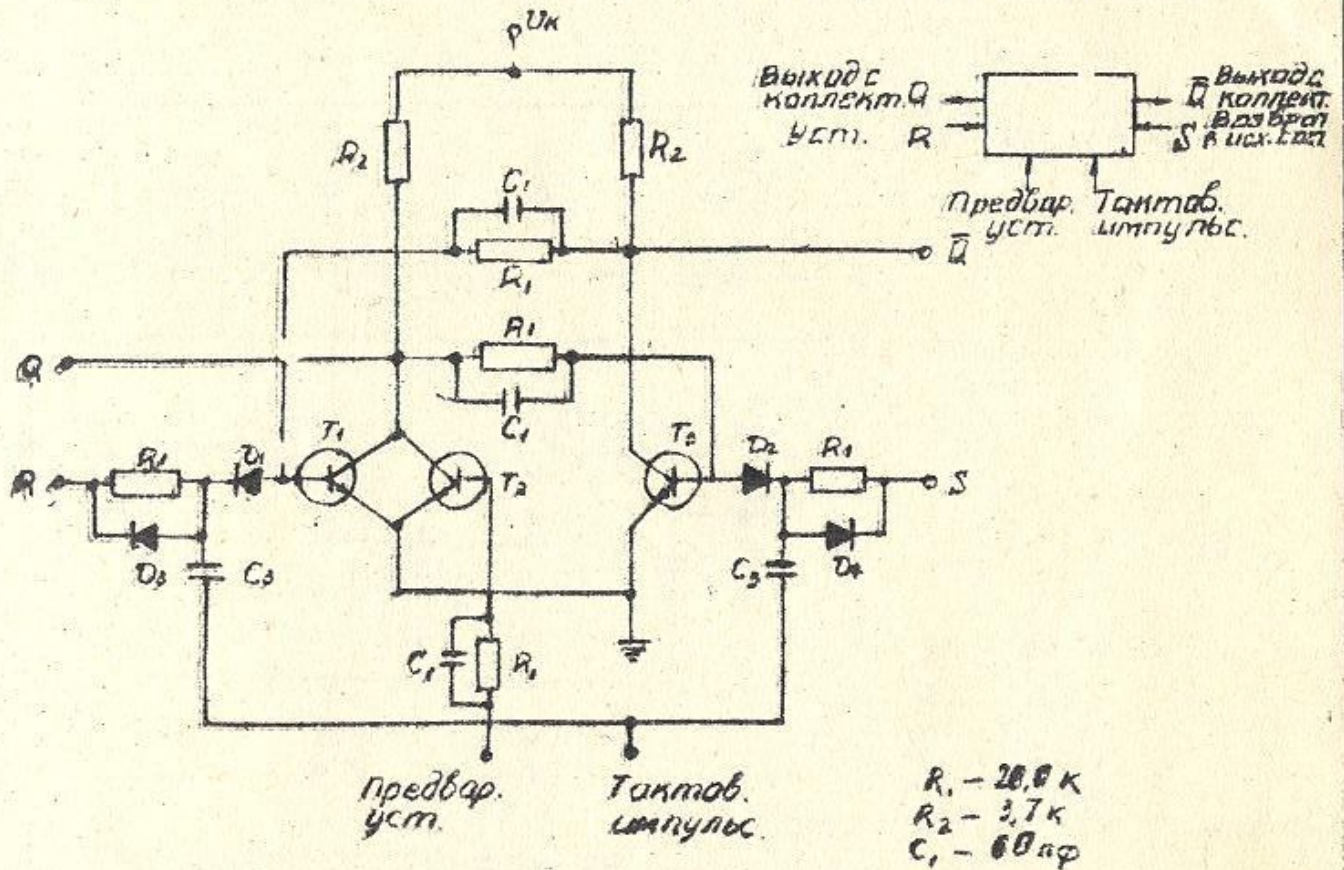 Uк
Выход с
коллект. Q
Уст. R
Q̅ Выход с
коллект.
S Возврат
в исх. сост.
Предвар. Тактов.
уст. импульс.
R₂
R₂
C₁
R₁
Q̅
R₁
C₁
Q
R
R₁
D₁
T₁
T₂
T₃
D₂
R₁
S
D₃
C₃
C₃
D₄
C₁
R₁
Предвар.
уст.
Тактов.
импульс.
R₁ – 20,0 к
R₂ – 3,7 к
C₁ – 60 пф